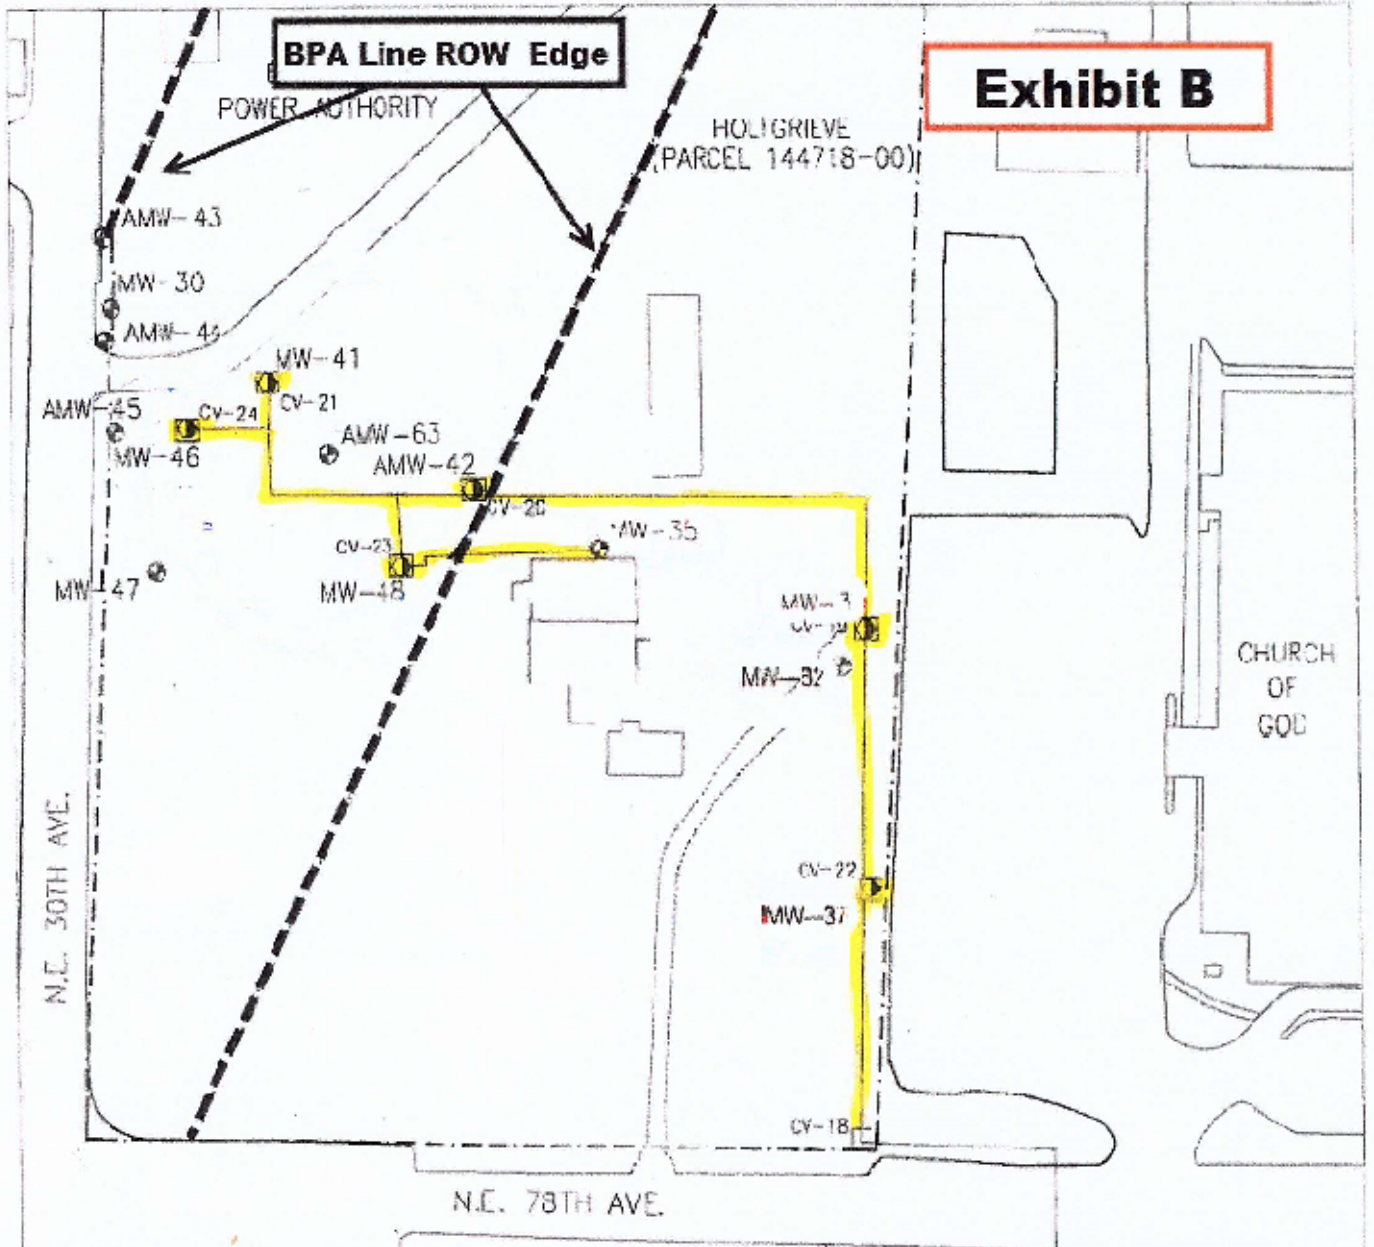 BPA Line ROW Edge
Exhibit B
POWER AUTHORITY
HOLTGRIEVE
(PARCEL 144718-00)
AMW-43
MW-30
AMW-44
MW-41
CV-21
AMW-45
CV-24
MW-46
AMW-63
AMW-42
CV-20
CV-23
MW-48
MW-47
MW-3
MW-32
CHURCH
OF
GOD
CV-22
MW-37
N.E. 30TH AVE.
CV-18
N.E. 78TH AVE.